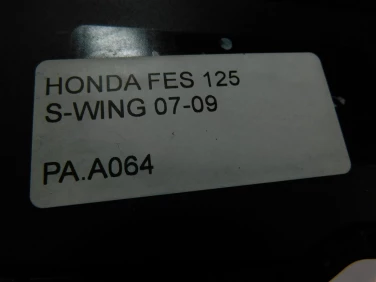 HONDA FES 125
S-WING 07-09
PA.A064